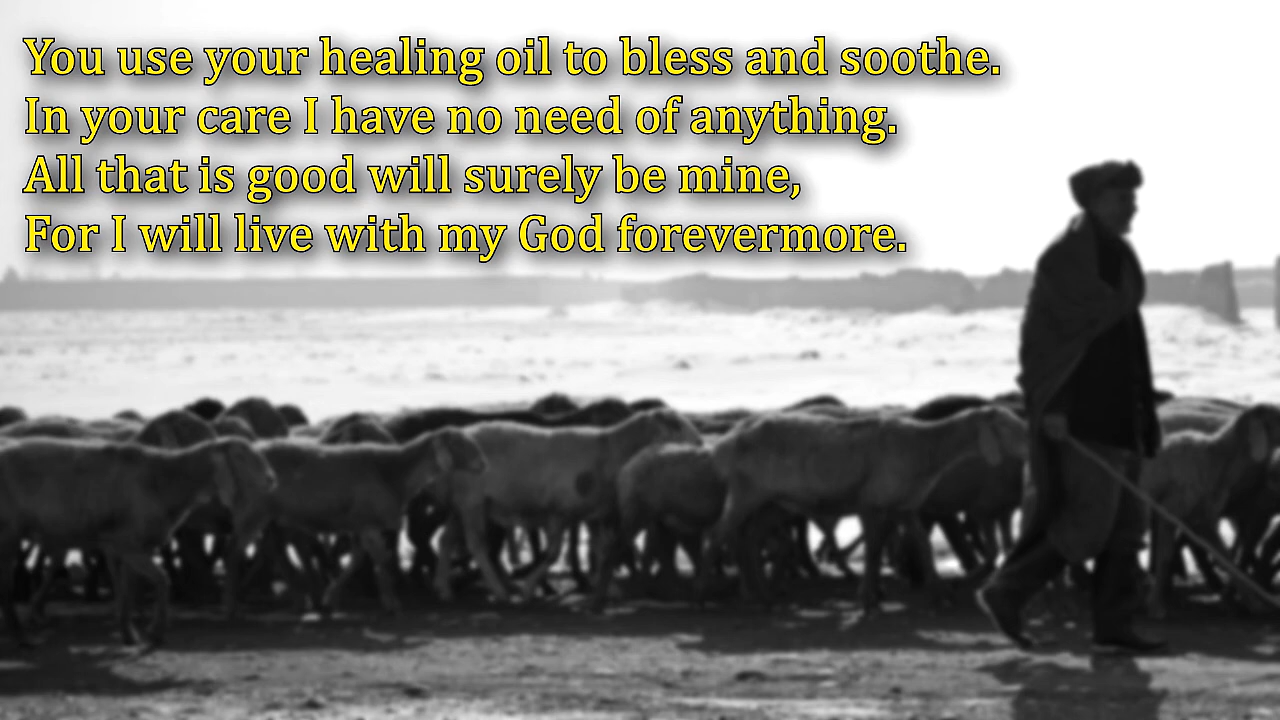 You use your healing oil to bless and soothe.
In your care I have no need of anything.
All that is good will surely be mine,
For I will live with my God forevermore.